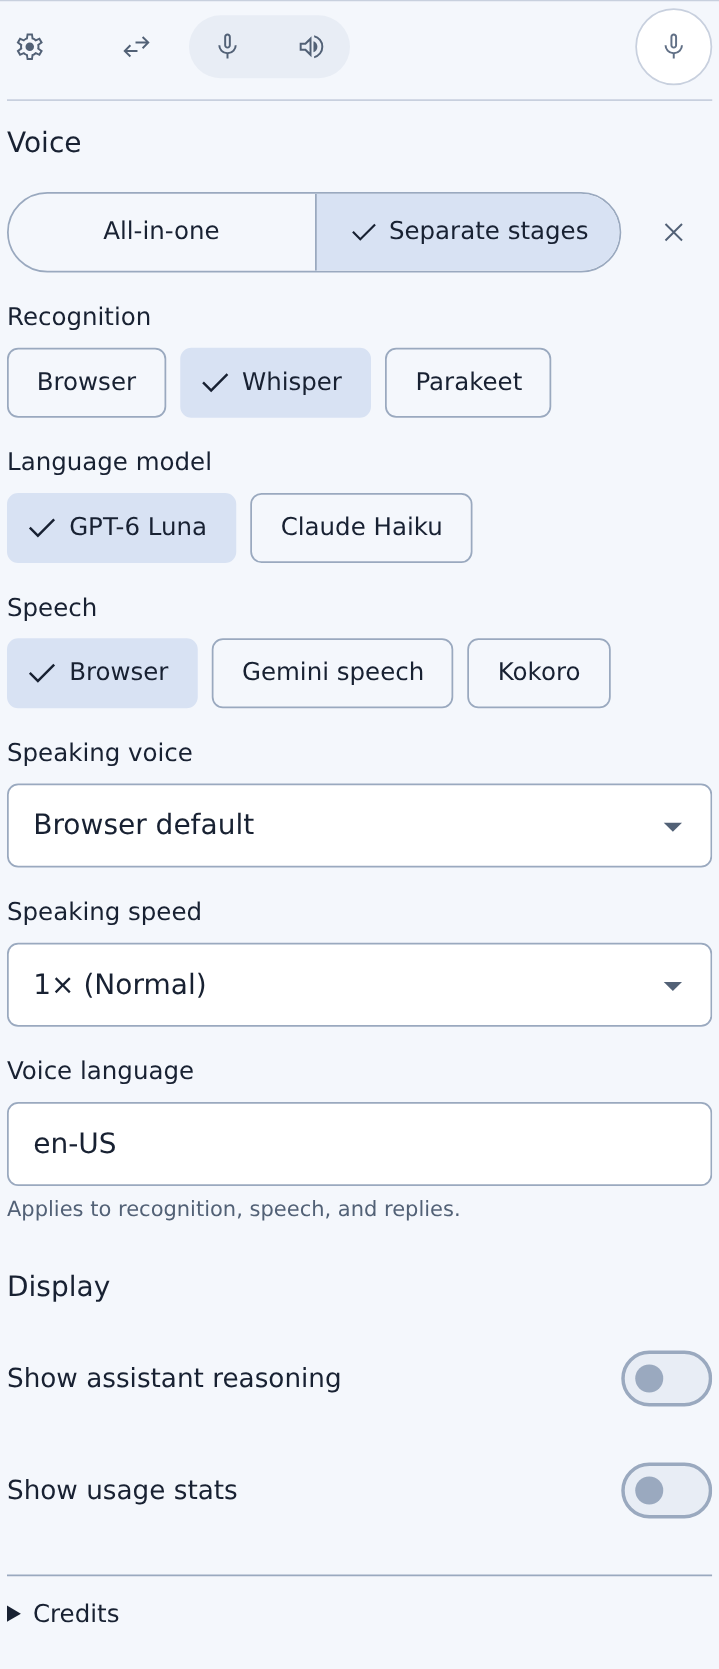 Voice
All-in-one
Separate stages
Recognition
Browser
Whisper
Parakeet
Language model
GPT-6 Luna
Claude Haiku
Speech
Browser
Gemini speech
Kokoro
Speaking voice
Browser default
Speaking speed
1× (Normal)
Voice language
en-US
Applies to recognition, speech, and replies.
Display
Show assistant reasoning
Show usage stats
Credits